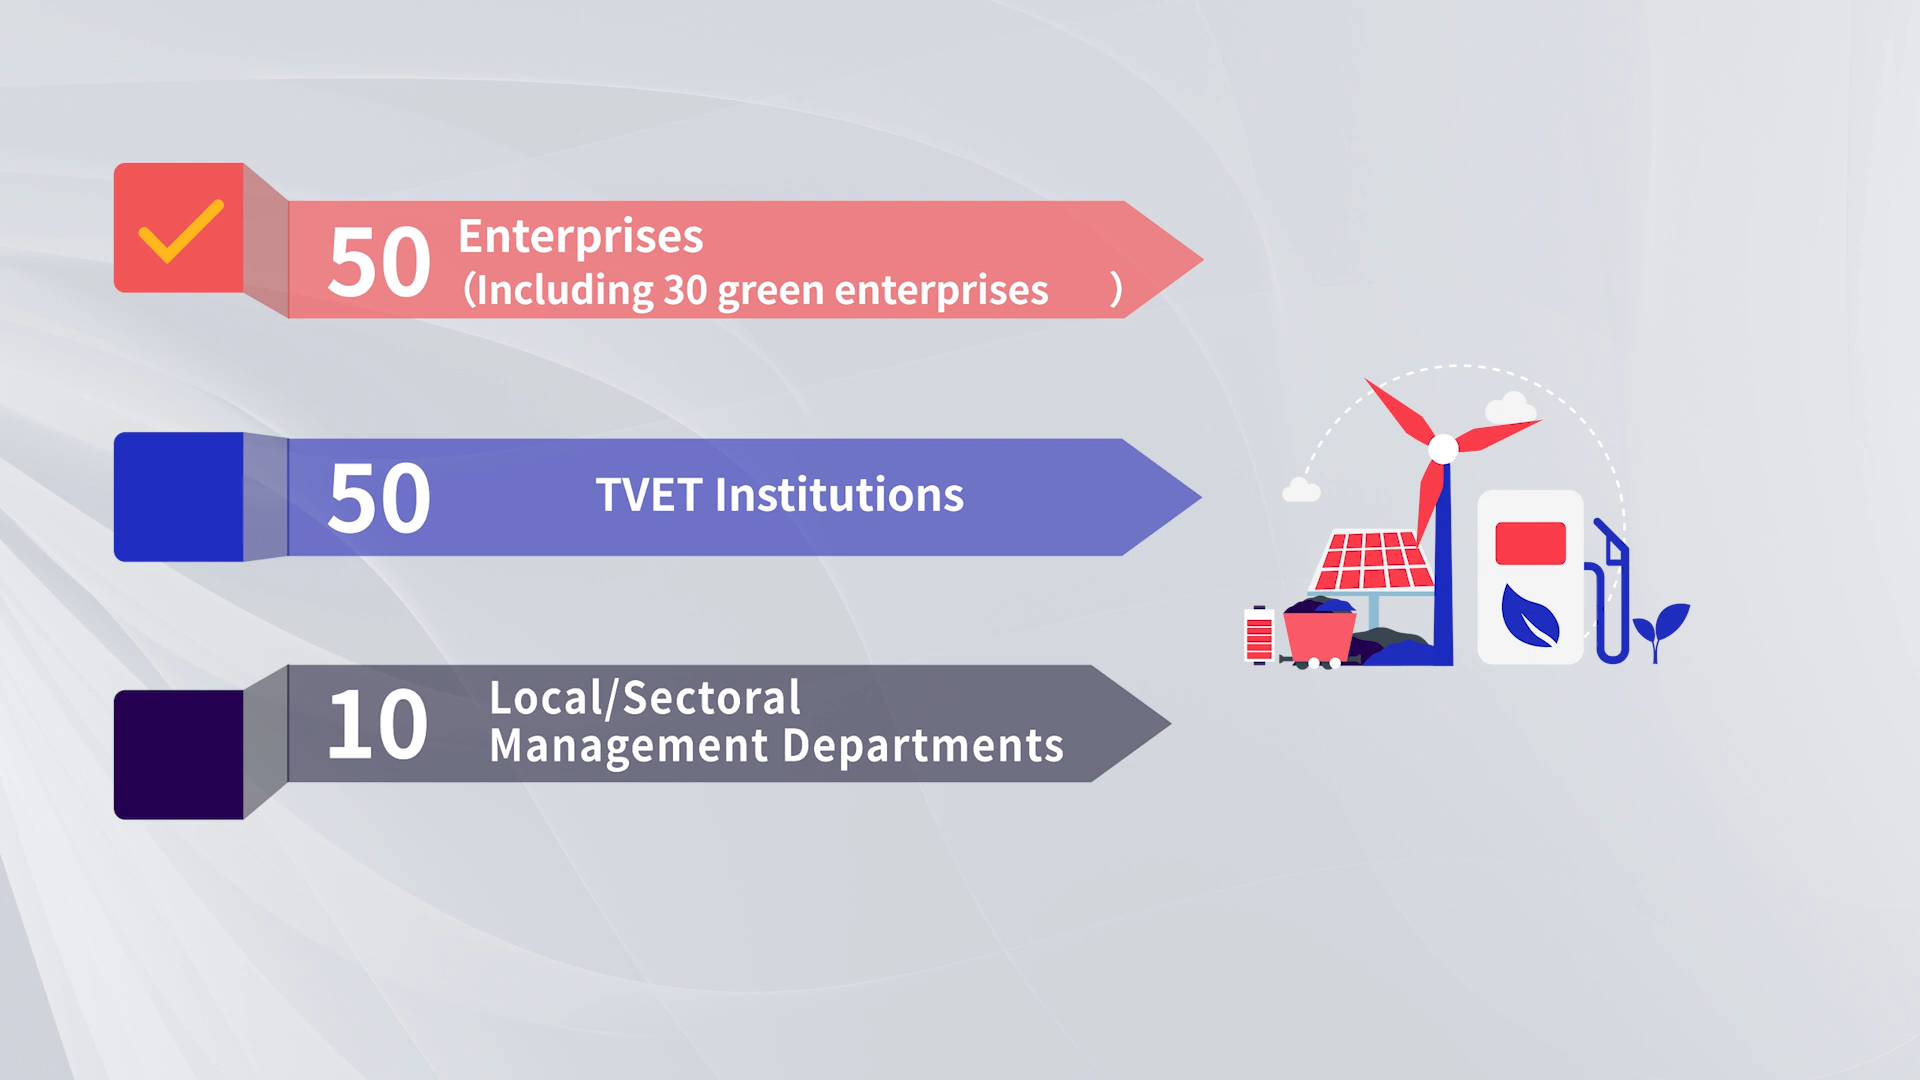 50 Enterprises
(Including 30 green enterprises )
50 TVET Institutions
10 Local/Sectoral
Management Departments